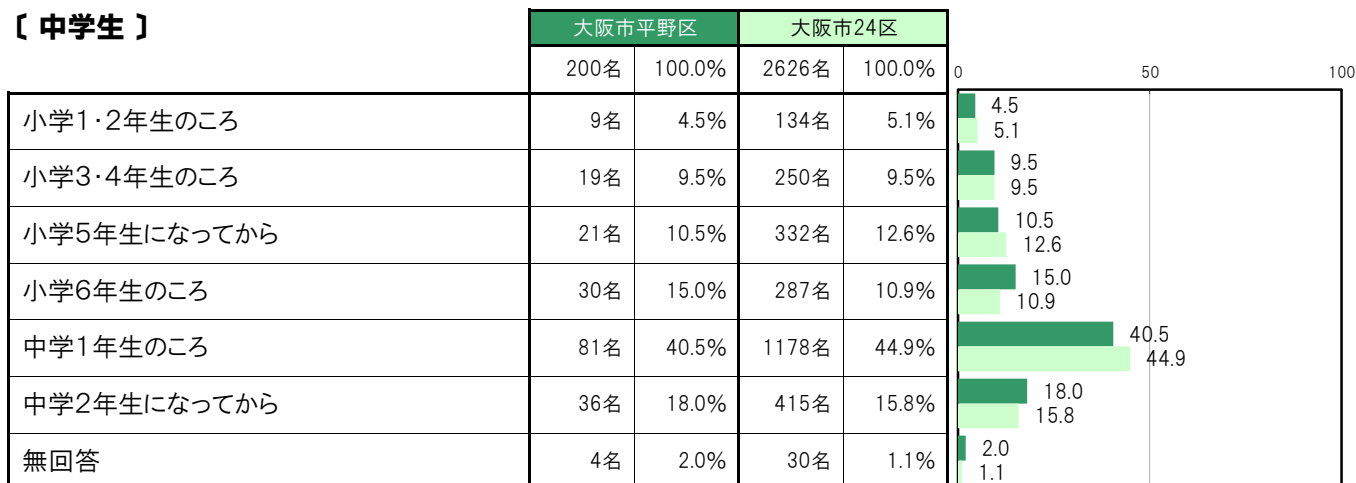 〔 中学生 〕
大阪市平野区 大阪市24区
200名 100.0% 2626名 100.0% 0 50 100
小学1・2年生のころ 9名 4.5% 134名 5.1% 4.5
5.1
小学3・4年生のころ 19名 9.5% 250名 9.5% 9.5
9.5
小学5年生になってから 21名 10.5% 332名 12.6% 10.5
12.6
小学6年生のころ 30名 15.0% 287名 10.9% 15.0
10.9
中学1年生のころ 81名 40.5% 1178名 44.9% 40.5
44.9
中学2年生になってから 36名 18.0% 415名 15.8% 18.0
15.8
無回答 4名 2.0% 30名 1.1% 2.0
1.1